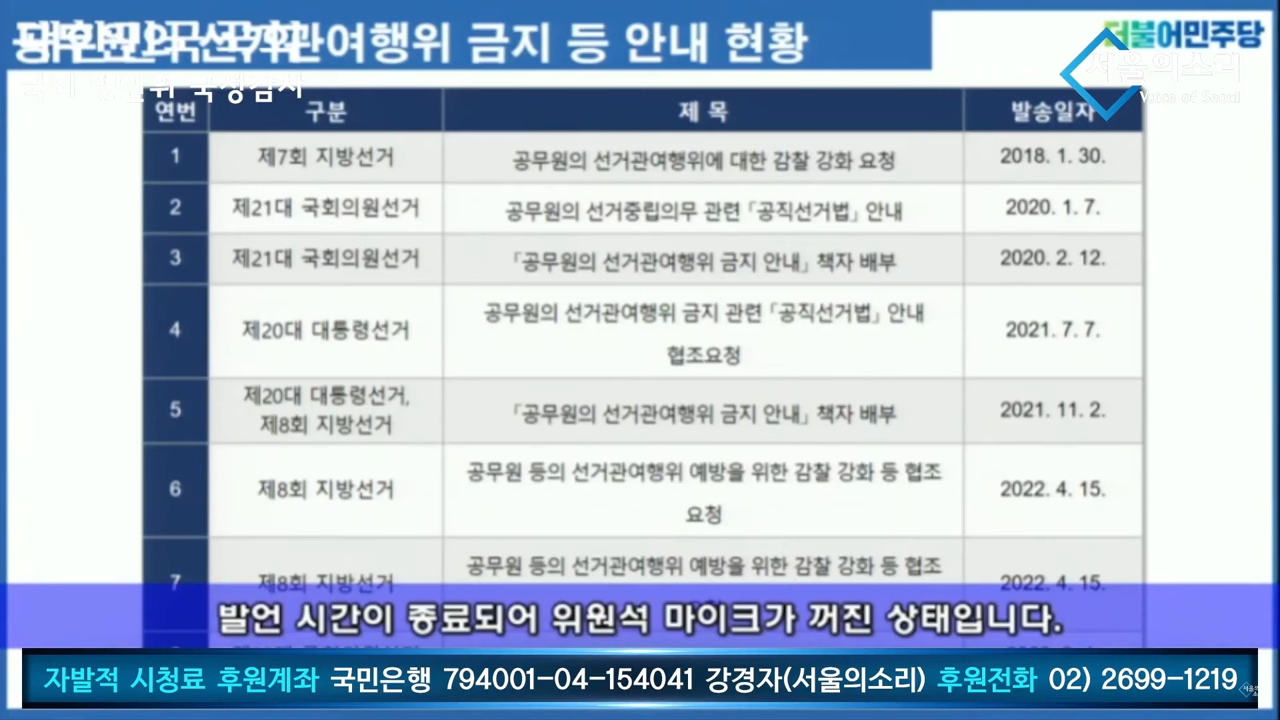 공무원의 선거관여행위 금지 등 안내 현황
대한민국 국회
더불어민주당
서울의소리
Voice of Seoul
국정감사
연번 구분 제 목 발송일자
1 제7회 지방선거 공무원의 선거관여행위에 대한 감찰 강화 요청 2018. 1. 30.
2 제21대 국회의원선거 공무원의 선거중립의무 관련 「공직선거법」 안내 2020. 1. 7.
3 제21대 국회의원선거 「공무원의 선거관여행위 금지 안내」 책자 배부 2020. 2. 12.
4 제20대 대통령선거 공무원의 선거관여행위 금지 관련 「공직선거법」 안내
협조요청 2021. 7. 7.
5 제20대 대통령선거,
제8회 지방선거 「공무원의 선거관여행위 금지 안내」 책자 배부 2021. 11. 2.
6 제8회 지방선거 공무원 등의 선거관여행위 예방을 위한 감찰 강화 등 협조
요청 2022. 4. 15.
7 제8회 지방선거 공무원 등의 선거관여행위 예방을 위한 감찰 강화 등 협조
2022. 4. 15.
발언 시간이 종료되어 위원석 마이크가 꺼진 상태입니다.
자발적 시청료 후원계좌 국민은행 794001-04-154041 강경자(서울의소리) 후원전화 02) 2699-1219